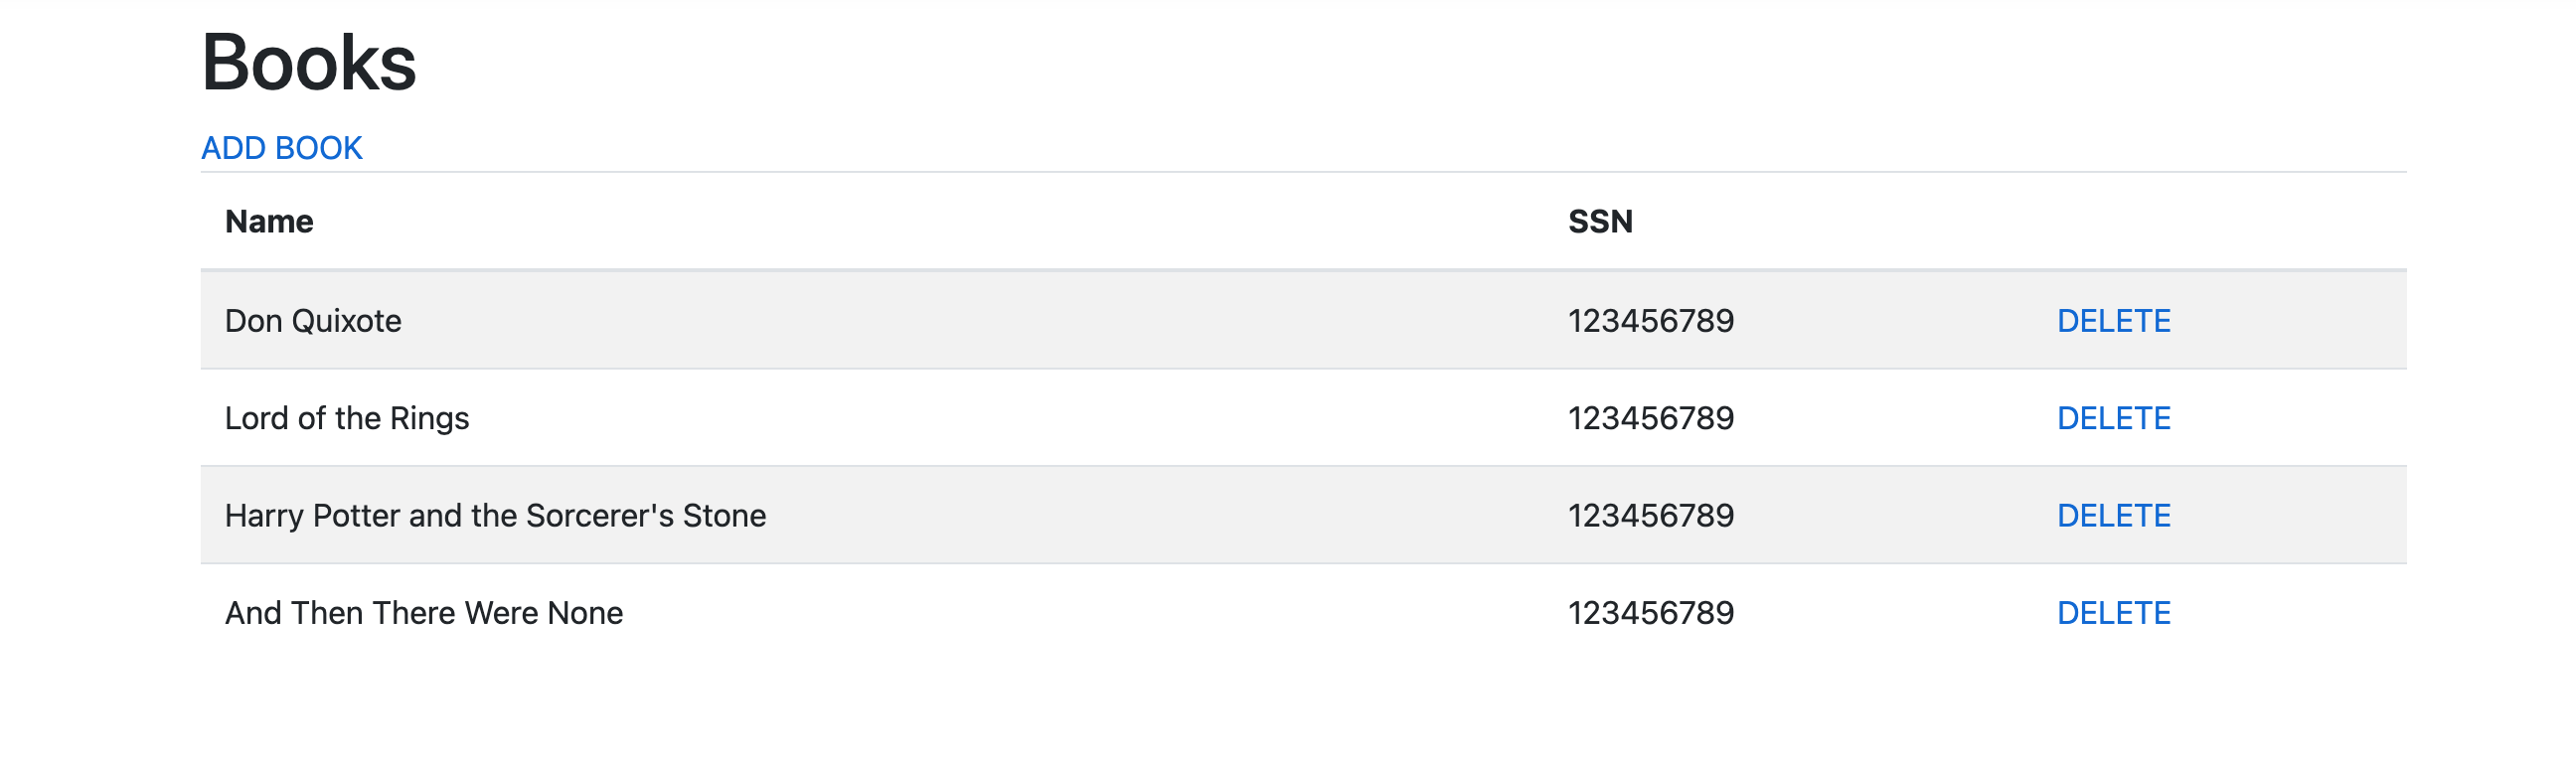 Books
ADD BOOK
Name SSN
Don Quixote 123456789 DELETE
Lord of the Rings 123456789 DELETE
Harry Potter and the Sorcerer's Stone 123456789 DELETE
And Then There Were None 123456789 DELETE